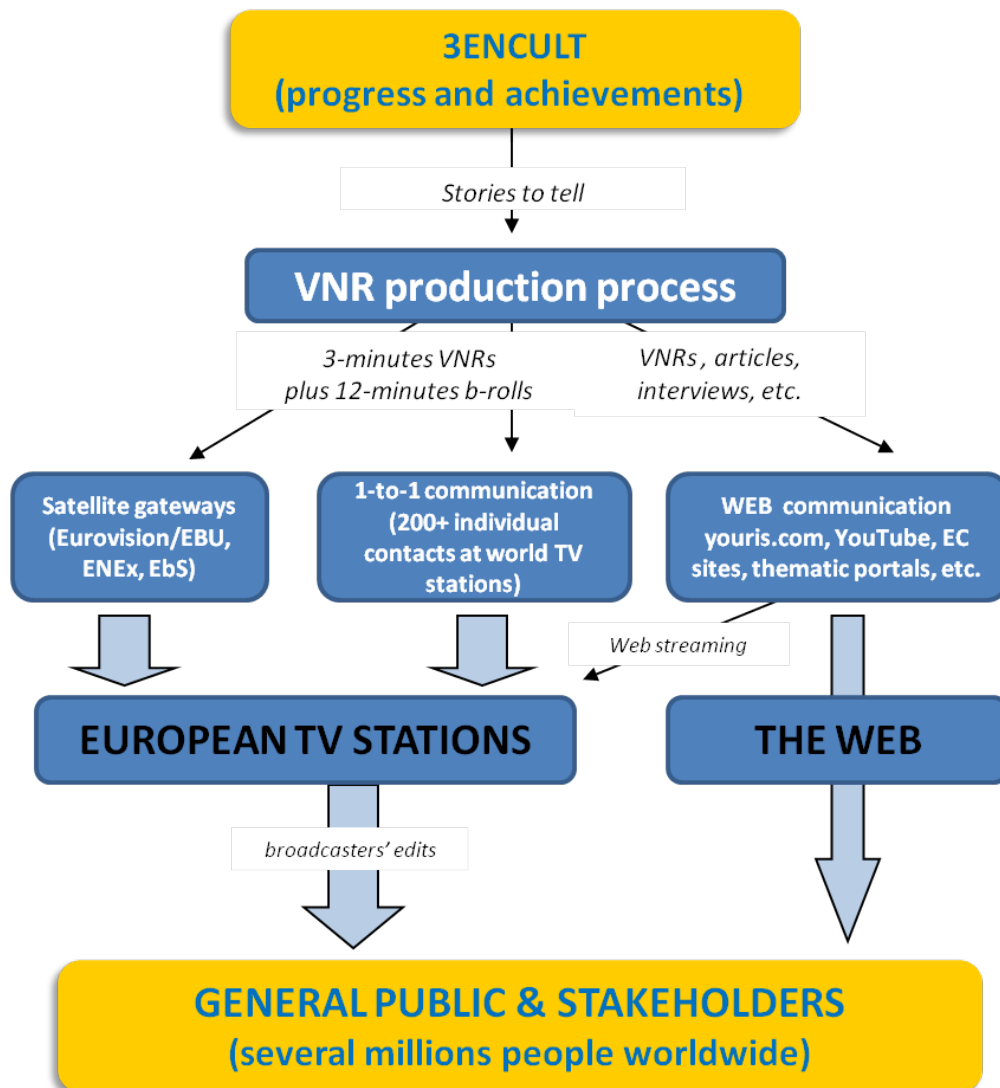 3ENCULT
(progress and achievements)
Stories to tell
VNR production process
3-minutes VNRs
plus 12-minutes b-rolls
VNRs , articles,
interviews, etc.
Satellite gateways
(Eurovision/EBU,
ENEx, EbS)
1-to-1 communication
(200+ individual
contacts at world TV
stations)
WEB communication
youris.com, YouTube, EC
sites, thematic portals, etc.
Web streaming
EUROPEAN TV STATIONS
THE WEB
broadcasters’ edits
GENERAL PUBLIC & STAKEHOLDERS
(several millions people worldwide)